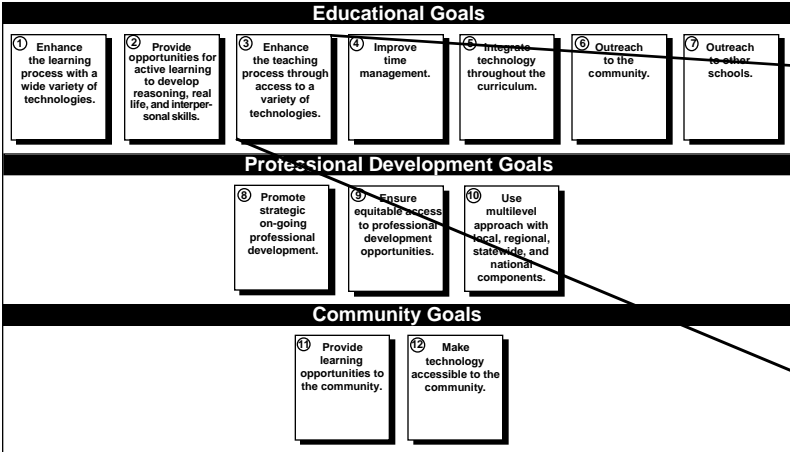 Educational Goals
1 Enhance
the learning
process with a
wide variety of
technologies.
2 Provide
opportunities for
active learning
to develop
reasoning, real
life, and interper-
sonal skills.
3 Enhance
the teaching
process through
access to a
variety of
technologies.
4 Improve
time
management.
5 Integrate
technology
throughout the
curriculum.
6 Outreach
to the
community.
7 Outreach
to other
schools.
Professional Development Goals
8 Promote
strategic
on-going
professional
development.
9 Ensure
equitable access
to professional
development
opportunities.
10 Use
multilevel
approach with
local, regional,
statewide, and
national
components.
Community Goals
11 Provide
learning
opportunities to
the community.
12 Make
technology
accessible to the
community.